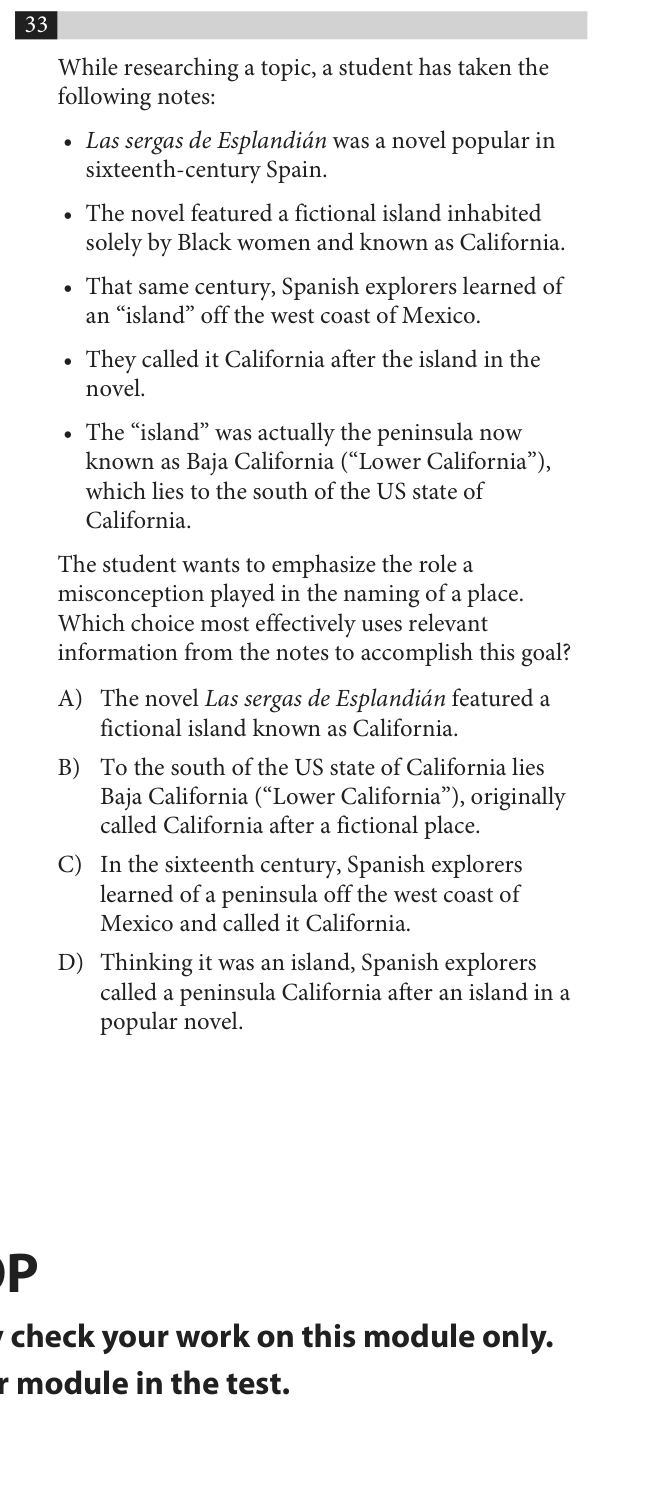 33
While researching a topic, a student has taken the
following notes:
• Las sergas de Esplandián was a novel popular in
sixteenth-century Spain.
• The novel featured a fictional island inhabited
solely by Black women and known as California.
• That same century, Spanish explorers learned of
an “island” off the west coast of Mexico.
• They called it California after the island in the
novel.
• The “island” was actually the peninsula now
known as Baja California (“Lower California”),
which lies to the south of the US state of
California.
The student wants to emphasize the role a
misconception played in the naming of a place.
Which choice most effectively uses relevant
information from the notes to accomplish this goal?
A) The novel Las sergas de Esplandián featured a
fictional island known as California.
B) To the south of the US state of California lies
Baja California (“Lower California”), originally
called California after a fictional place.
C) In the sixteenth century, Spanish explorers
learned of a peninsula off the west coast of
Mexico and called it California.
D) Thinking it was an island, Spanish explorers
called a peninsula California after an island in a
popular novel.
P
check your work on this module only.
module in the test.